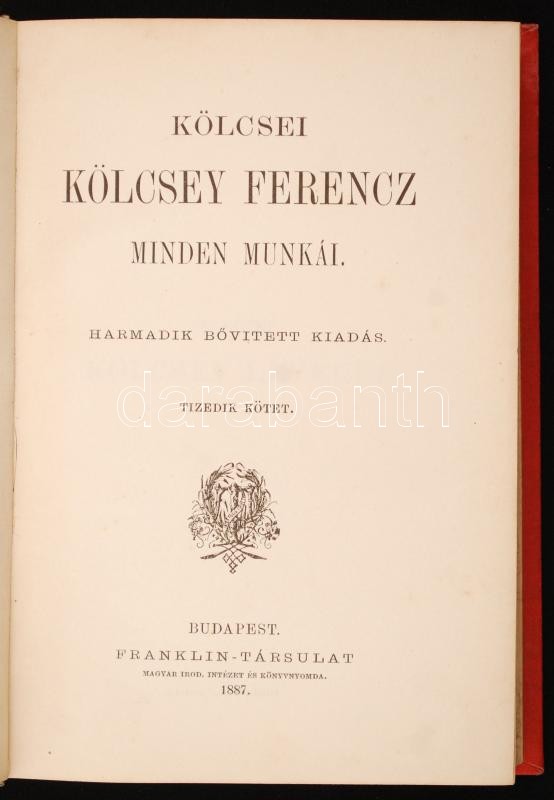 KÖLCSEI
KÖLCSEY FERENCZ
MINDEN MUNKÁI.
HARMADIK BŐVITETT KIADÁS.
darabanth
TIZEDIK KÖTET.
BUDAPEST.
FRANKLIN-TÁRSULAT
MAGYAR IROD. INTÉZET ÉS KÖNYVNYOMDA.
1887.